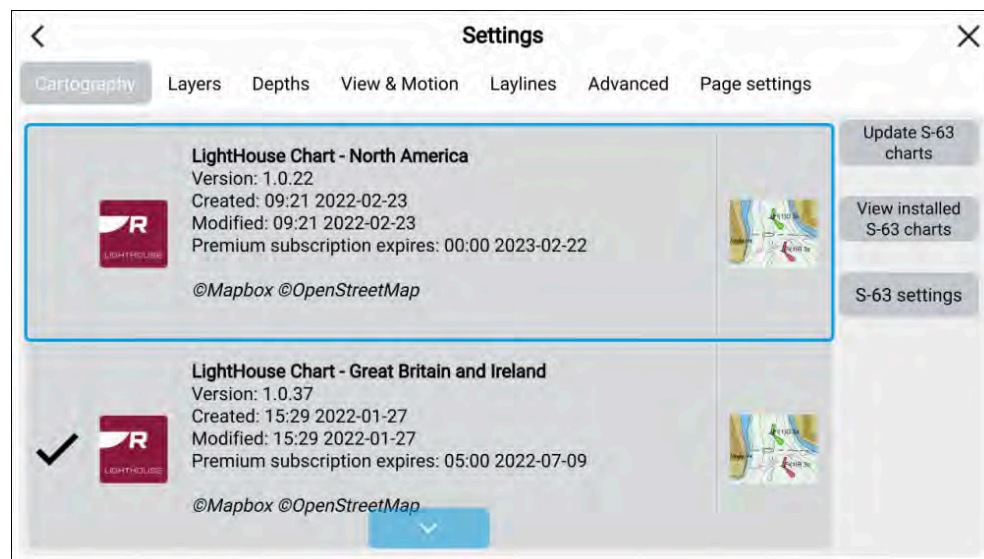 Settings
Cartography
Layers
Depths
View & Motion
Laylines
Advanced
Page settings
LightHouse Chart - North America
Version: 1.0.22
Created: 09:21 2022-02-23
Modified: 09:21 2022-02-23
Premium subscription expires: 00:00 2023-02-22
©Mapbox ©OpenStreetMap
R
LIGHTHOUSE
LightHouse Chart - Great Britain and Ireland
Version: 1.0.37
Created: 15:29 2022-01-27
Modified: 15:29 2022-01-27
Premium subscription expires: 05:00 2022-07-09
©Mapbox ©OpenStreetMap
R
LIGHTHOUSE
Update S-63
charts
View installed
S-63 charts
S-63 settings